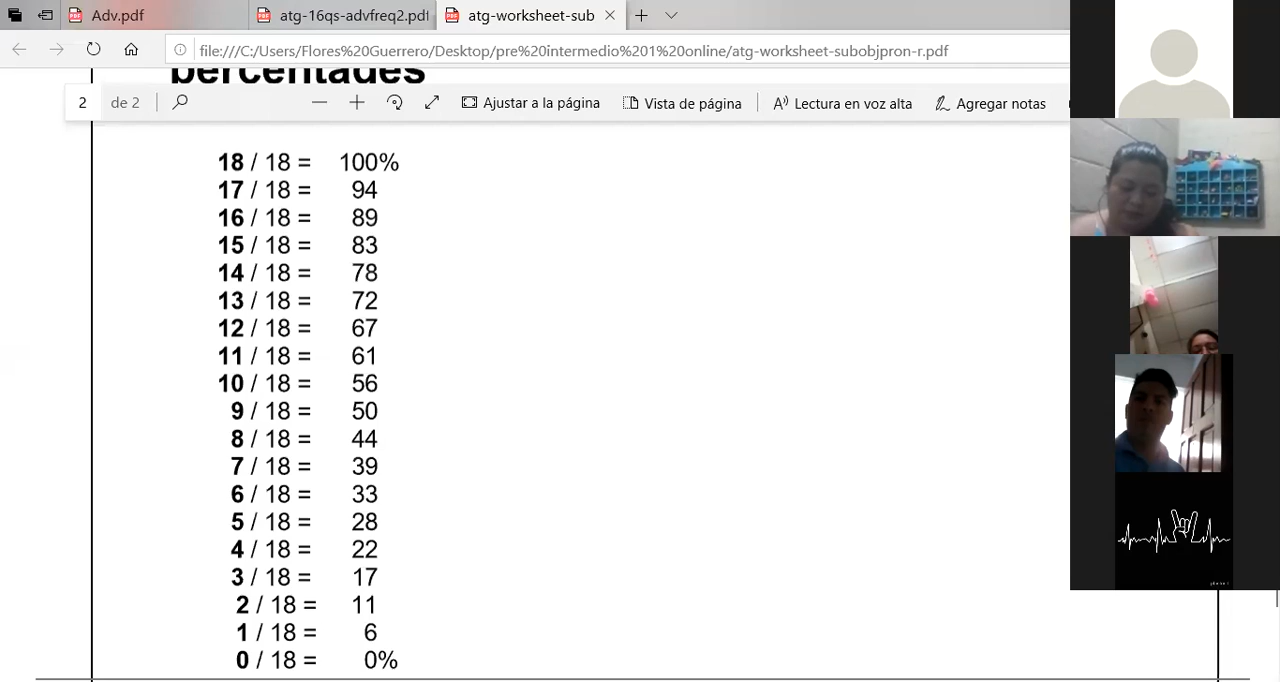 Adv.pdf
atg-16qs-advfreq2.pdf
atg-worksheet-sub
file:///C:/Users/Flores%20Guerrero/Desktop/pre%20intermedio%201%20online/atg-worksheet-subobjpron-r.pdf
percentages
2 de 2
Ajustar a la página
Vista de página
Lectura en voz alta
Agregar notas
18 / 18 = 100%
17 / 18 = 94
16 / 18 = 89
15 / 18 = 83
14 / 18 = 78
13 / 18 = 72
12 / 18 = 67
11 / 18 = 61
10 / 18 = 56
9 / 18 = 50
8 / 18 = 44
7 / 18 = 39
6 / 18 = 33
5 / 18 = 28
4 / 18 = 22
3 / 18 = 17
2 / 18 = 11
1 / 18 = 6
0 / 18 = 0%